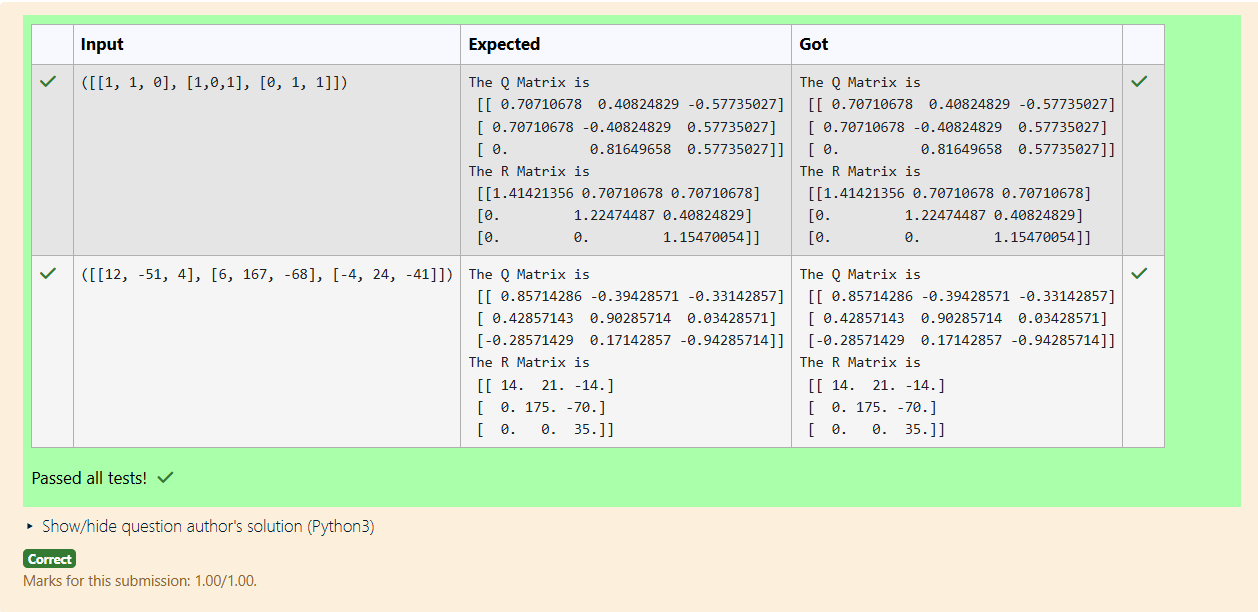 Input Expected Got
([[1, 1, 0], [1,0,1], [0, 1, 1]])
The Q Matrix is
[[ 0.70710678  0.40824829 -0.57735027]
[ 0.70710678 -0.40824829  0.57735027]
[ 0.          0.81649658  0.57735027]]
The R Matrix is
[[1.41421356 0.70710678 0.70710678]
[0.         1.22474487 0.40824829]
[0.         0.         1.15470054]]
The Q Matrix is
[[ 0.70710678  0.40824829 -0.57735027]
[ 0.70710678 -0.40824829  0.57735027]
[ 0.          0.81649658  0.57735027]]
The R Matrix is
[[1.41421356 0.70710678 0.70710678]
[0.         1.22474487 0.40824829]
[0.         0.         1.15470054]]
([[12, -51, 4], [6, 167, -68], [-4, 24, -41]])
The Q Matrix is
[[ 0.85714286 -0.39428571 -0.33142857]
[ 0.42857143  0.90285714  0.03428571]
[-0.28571429  0.17142857 -0.94285714]]
The R Matrix is
[[ 14.  21. -14.]
[  0. 175. -70.]
[  0.   0.  35.]]
The Q Matrix is
[[ 0.85714286 -0.39428571 -0.33142857]
[ 0.42857143  0.90285714  0.03428571]
[-0.28571429  0.17142857 -0.94285714]]
The R Matrix is
[[ 14.  21. -14.]
[  0. 175. -70.]
[  0.   0.  35.]]
Passed all tests!
Show/hide question author's solution (Python3)
Correct
Marks for this submission: 1.00/1.00.